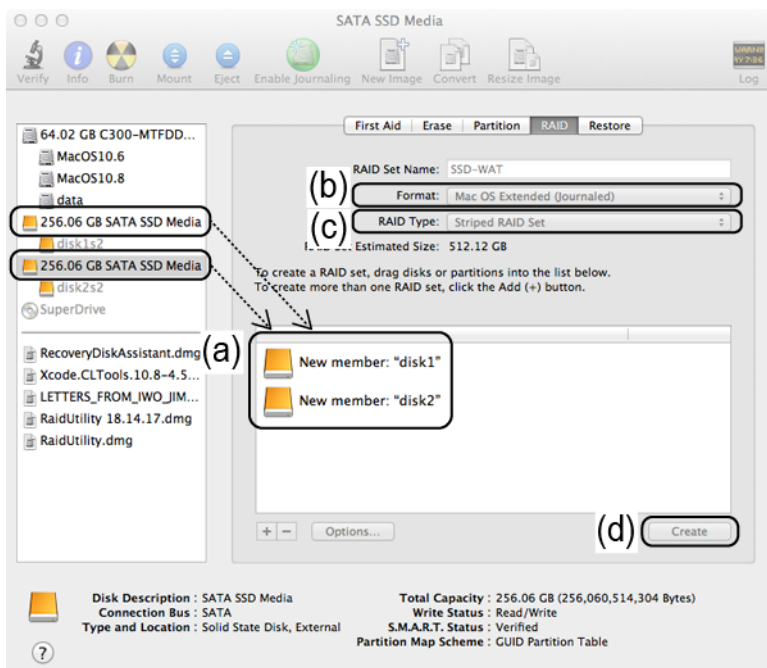 SATA SSD Media
Verify Info Burn Mount Eject Enable Journaling New Image Convert Resize Image Log
WARNI
4Y 7:86
First Aid Erase Partition RAID Restore
64.02 GB C300-MTFDD...
MacOS10.6
MacOS10.8
data
256.06 GB SATA SSD Media
disk1s2
256.06 GB SATA SSD Media
disk2s2
SuperDrive
RecoveryDiskAssistant.dmg
Xcode.CLTools.10.8-4.5...
LETTERS_FROM_IWO_JIM...
RaidUtility 18.14.17.dmg
RaidUtility.dmg
RAID Set Name: SSD-WAT
(b) Format: Mac OS Extended (Journaled)
(c) RAID Type: Striped RAID Set
Estimated Size: 512.12 GB
To create a RAID set, drag disks or partitions into the list below.
To create more than one RAID set, click the Add (+) button.
(a)
New member: "disk1"
New member: "disk2"
+ - Options... (d) Create
Disk Description : SATA SSD Media
Connection Bus : SATA
Type and Location : Solid State Disk, External
Total Capacity : 256.06 GB (256,060,514,304 Bytes)
Write Status : Read/Write
S.M.A.R.T. Status : Verified
Partition Map Scheme : GUID Partition Table
?